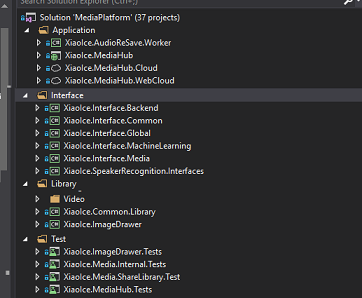 Search Solution Explorer (Ctrl+;)
Solution 'MediaPlatform' (37 projects)
Application
XiaoIce.AudioReSave.Worker
XiaoIce.MediaHub
XiaoIce.MediaHub.Cloud
XiaoIce.MediaHub.WebCloud
Interface
XiaoIce.Interface.Backend
XiaoIce.Interface.Common
XiaoIce.Interface.Global
XiaoIce.Interface.MachineLearning
XiaoIce.Interface.Media
XiaoIce.SpeakerRecognition.Interfaces
Library
Video
XiaoIce.Common.Library
XiaoIce.ImageDrawer
Test
XiaoIce.ImageDrawer.Tests
XiaoIce.Media.Internal.Tests
XiaoIce.Media.ShareLibrary.Test
XiaoIce.MediaHub.Tests